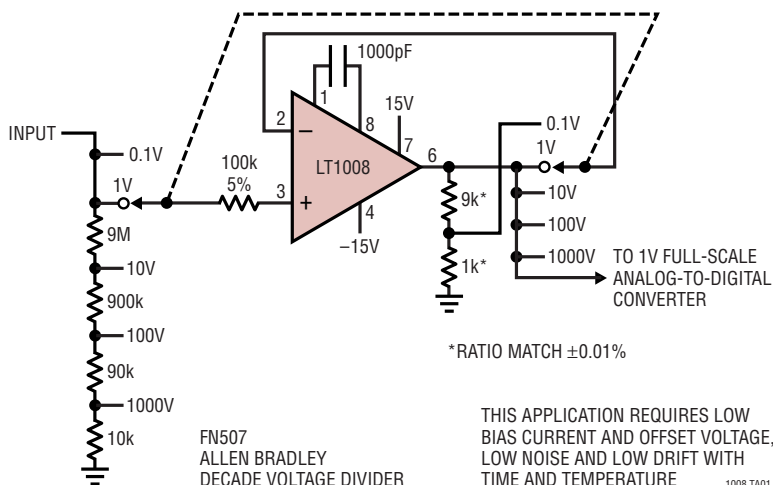 1000pF
1
8
2
−
15V
7
0.1V
1V
INPUT
0.1V
1V
100k
5%
3
+
LT1008
6
4
−15V
9k*
1k*
10V
100V
1000V
TO 1V FULL-SCALE
ANALOG-TO-DIGITAL
CONVERTER
9M
10V
900k
100V
90k
1000V
10k
*RATIO MATCH ±0.01%
FN507
ALLEN BRADLEY
DECADE VOLTAGE DIVIDER
THIS APPLICATION REQUIRES LOW
BIAS CURRENT AND OFFSET VOLTAGE,
LOW NOISE AND LOW DRIFT WITH
TIME AND TEMPERATURE
1008 TA01